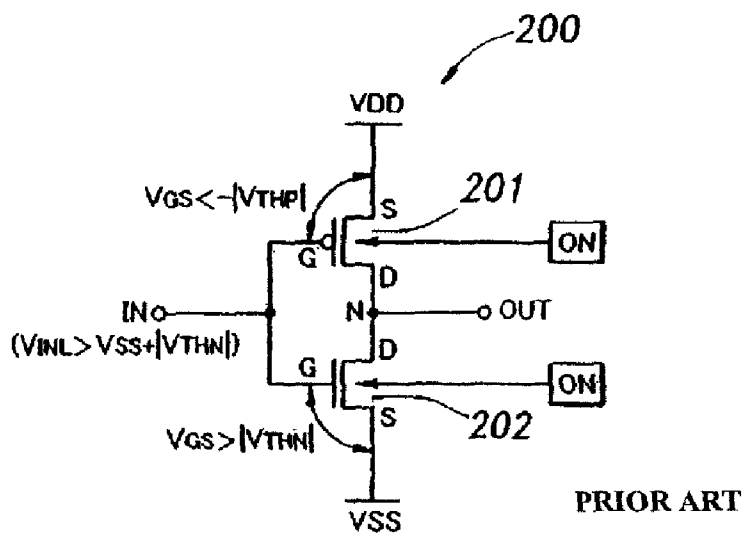 200
VDD
VGS<-|VTHP|
S
201
G
ON
D
IN
N
OUT
(VINL>VSS+|VTHN|)
D
G
ON
S
202
VGS>|VTHN|
VSS
PRIOR ART